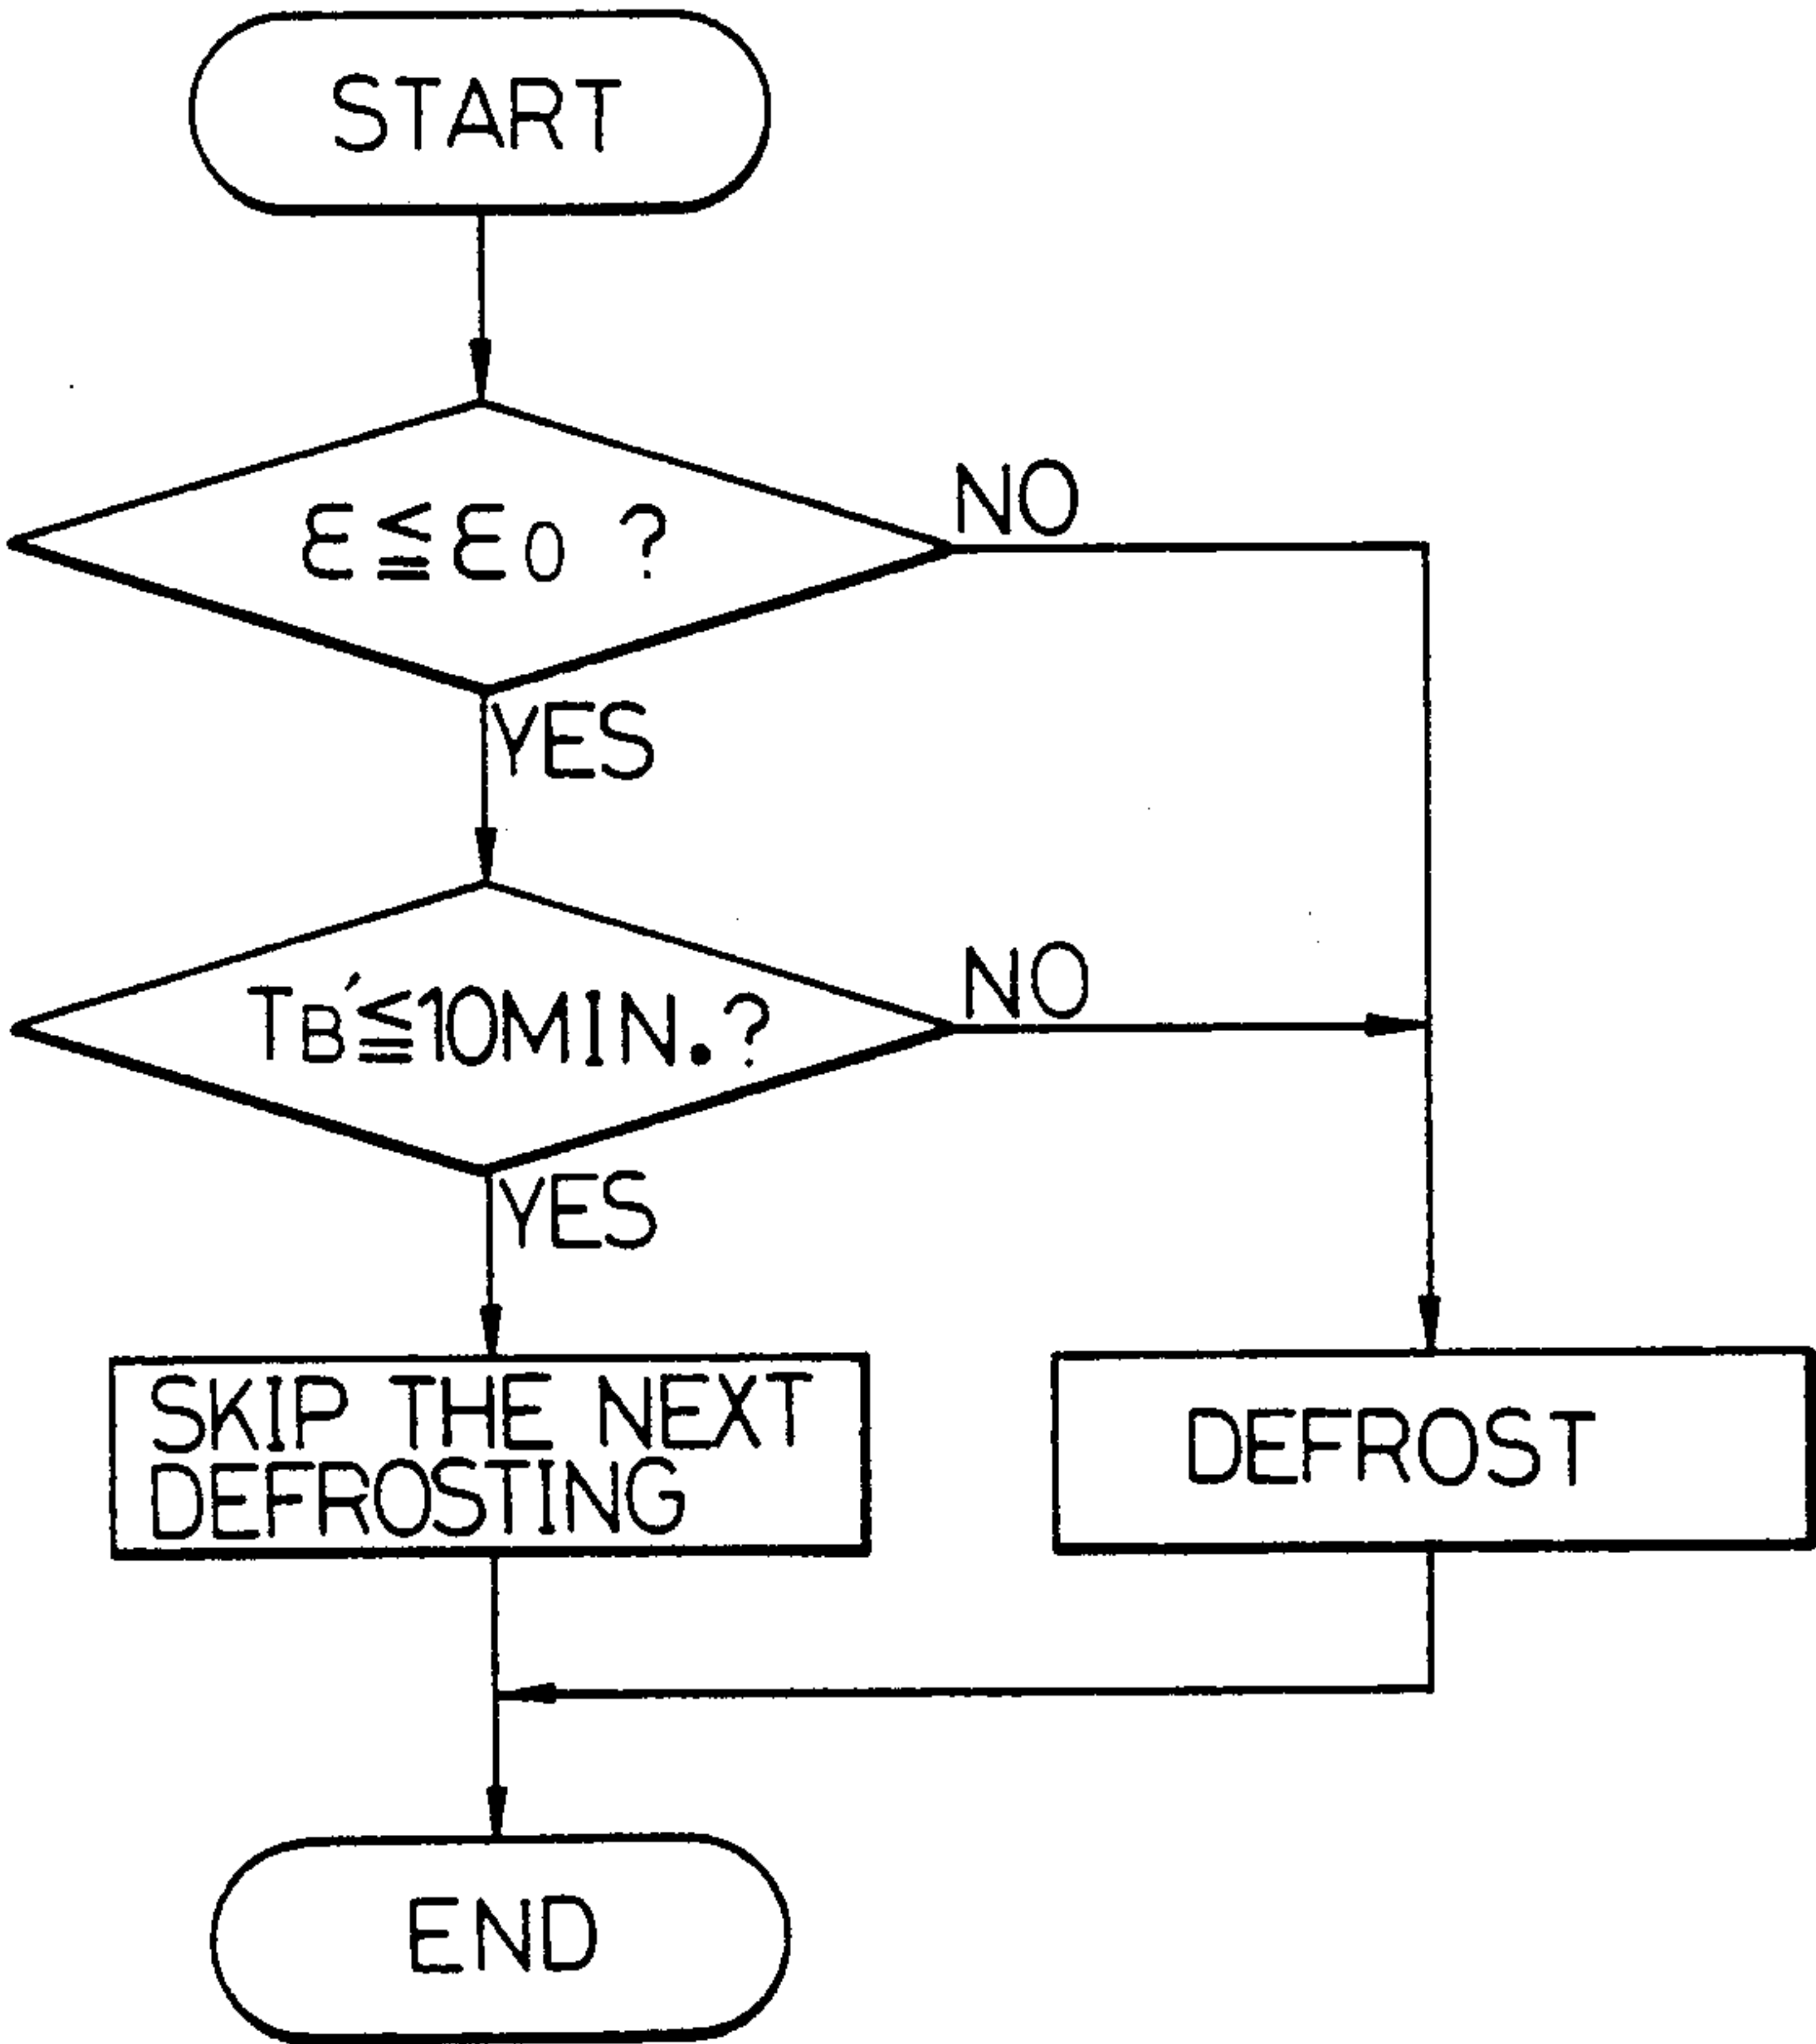 START
ε≦ε₀ ?
NO
YES
TB′≦10MIN.?
NO
YES
SKIP THE NEXT
DEFROSTING
DEFROST
END